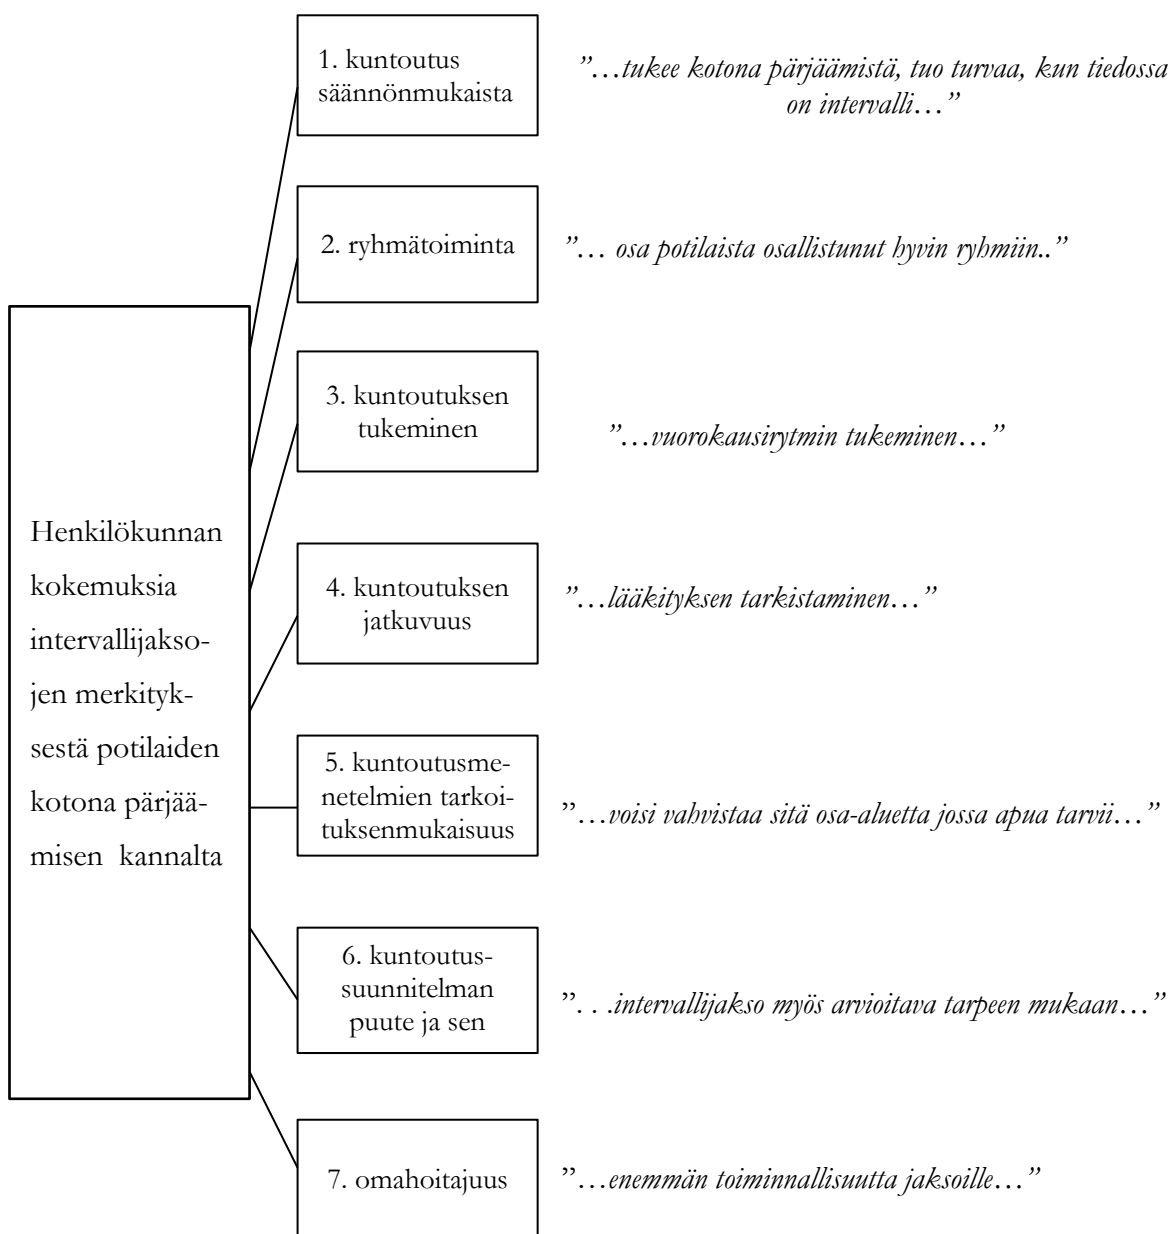 1. kuntoutus
säännönmukaista
”…tukee kotona pärjäämistä, tuo turvaa, kun tiedossa
on intervalli…”
2. ryhmätoiminta
”… osa potilaista osallistunut hyvin ryhmiin..”
3. kuntoutuksen
tukeminen
”…vuorokausirytmin tukeminen…”
Henkilökunnan
kokemuksia
intervallijakso-
jen merkityk-
sestä potilaiden
kotona pärjää-
misen kannalta
4. kuntoutuksen
jatkuvuus
”…lääkityksen tarkistaminen…”
5. kuntoutusme-
netelmien tarkoi-
tuksenmukaisuus
”…voisi vahvistaa sitä osa-aluetta jossa apua tarvii…”
6. kuntoutus-
suunnitelman
puute ja sen
”. . .intervallijakso myös arvioitava tarpeen mukaan…”
7. omahoitajuus
”…enemmän toiminnallisuutta jaksoille…”